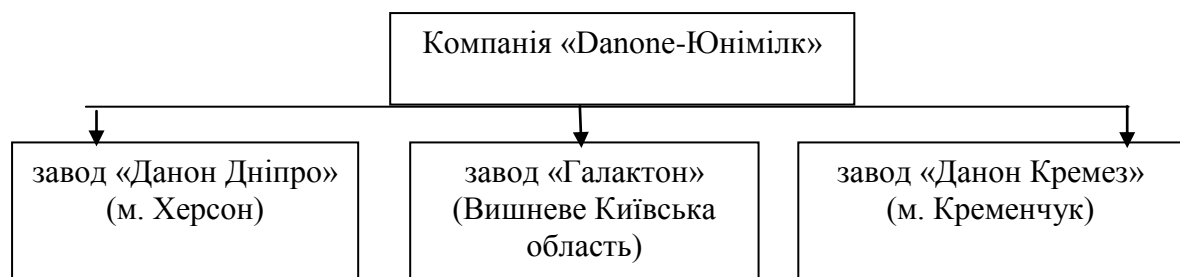 Компанія «Danone-Юнімілк»
завод «Данон Дніпро»
(м. Херсон)
завод «Галактон»
(Вишневе Київська
область)
завод «Данон Кремез»
(м. Кременчук)